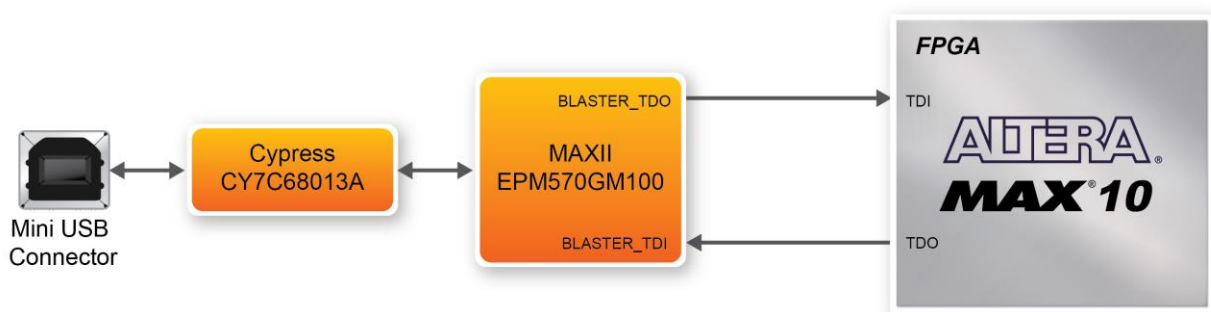 FPGA
BLASTER_TDO
TDI
Cypress
CY7C68013A
MAXII
EPM570GM100
ALTERA.
MAX® 10
Mini USB
Connector
BLASTER_TDI
TDO